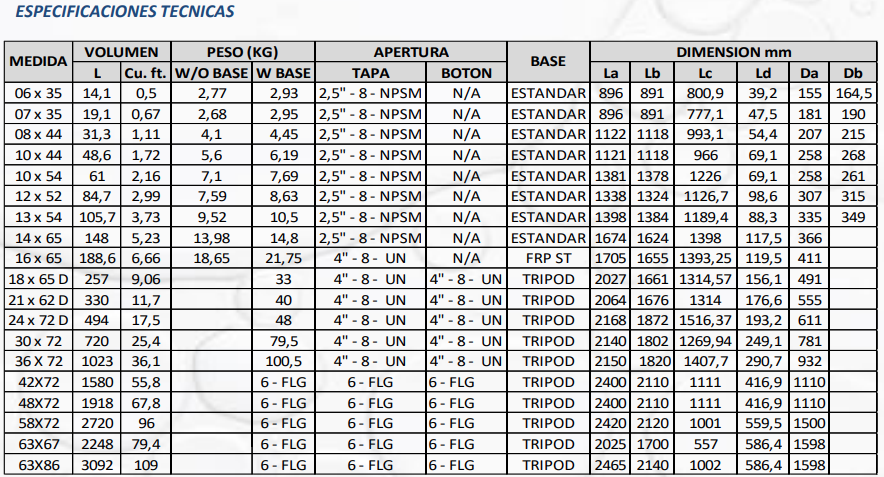 ESPECIFICACIONES TECNICAS
MEDIDA VOLUMEN PESO (KG) APERTURA BASE DIMENSION mm
L Cu. ft. W/O BASE W BASE TAPA BOTON La Lb Lc Ld Da Db
06 x 35 14,1 0,5 2,77 2,93 2,5" - 8 - NPSM N/A ESTANDAR 896 891 800,9 39,2 155 164,5
07 x 35 19,1 0,67 2,68 2,95 2,5" - 8 - NPSM N/A ESTANDAR 896 891 777,1 47,5 181 190
08 x 44 31,3 1,11 4,1 4,45 2,5" - 8 - NPSM N/A ESTANDAR 1122 1118 993,1 54,4 207 215
10 x 44 48,6 1,72 5,6 6,19 2,5" - 8 - NPSM N/A ESTANDAR 1121 1118 966 69,1 258 268
10 x 54 61 2,16 7,1 7,69 2,5" - 8 - NPSM N/A ESTANDAR 1381 1378 1226 69,1 258 261
12 x 52 84,7 2,99 7,59 8,63 2,5" - 8 - NPSM N/A ESTANDAR 1338 1324 1126,7 98,6 307 315
13 x 54 105,7 3,73 9,52 10,5 2,5" - 8 - NPSM N/A ESTANDAR 1398 1384 1189,4 88,3 335 349
14 x 65 148 5,23 13,98 14,8 2,5" - 8 - NPSM N/A ESTANDAR 1674 1624 1398 117,5 366
16 x 65 188,6 6,66 18,65 21,75 4" - 8 - UN N/A FRP ST 1705 1655 1393,25 119,5 411
18 x 65 D 257 9,06 33 4" - 8 - UN 4" - 8 - UN TRIPOD 2027 1661 1314,57 156,1 491
21 x 62 D 330 11,7 40 4" - 8 - UN 4" - 8 - UN TRIPOD 2064 1676 1314 176,6 555
24 x 72 D 494 17,5 48 4" - 8 - UN 4" - 8 - UN TRIPOD 2168 1872 1516,37 193,2 611
30 x 72 720 25,4 79,5 4" - 8 - UN 4" - 8 - UN TRIPOD 2140 1802 1269,94 249,1 781
36 X 72 1023 36,1 100,5 4" - 8 - UN 4" - 8 - UN TRIPOD 2150 1820 1407,7 290,7 932
42X72 1580 55,8 6 - FLG 6 - FLG 6 - FLG TRIPOD 2400 2110 1111 416,9 1110
48X72 1918 67,8 6 - FLG 6 - FLG 6 - FLG TRIPOD 2400 2110 1111 416,9 1110
58X72 2720 96 6 - FLG 6 - FLG 6 - FLG TRIPOD 2420 2120 1001 559,5 1500
63X67 2248 79,4 6 - FLG 6 - FLG 6 - FLG TRIPOD 2025 1700 557 586,4 1598
63X86 3092 109 6 - FLG 6 - FLG 6 - FLG TRIPOD 2465 2140 1002 586,4 1598